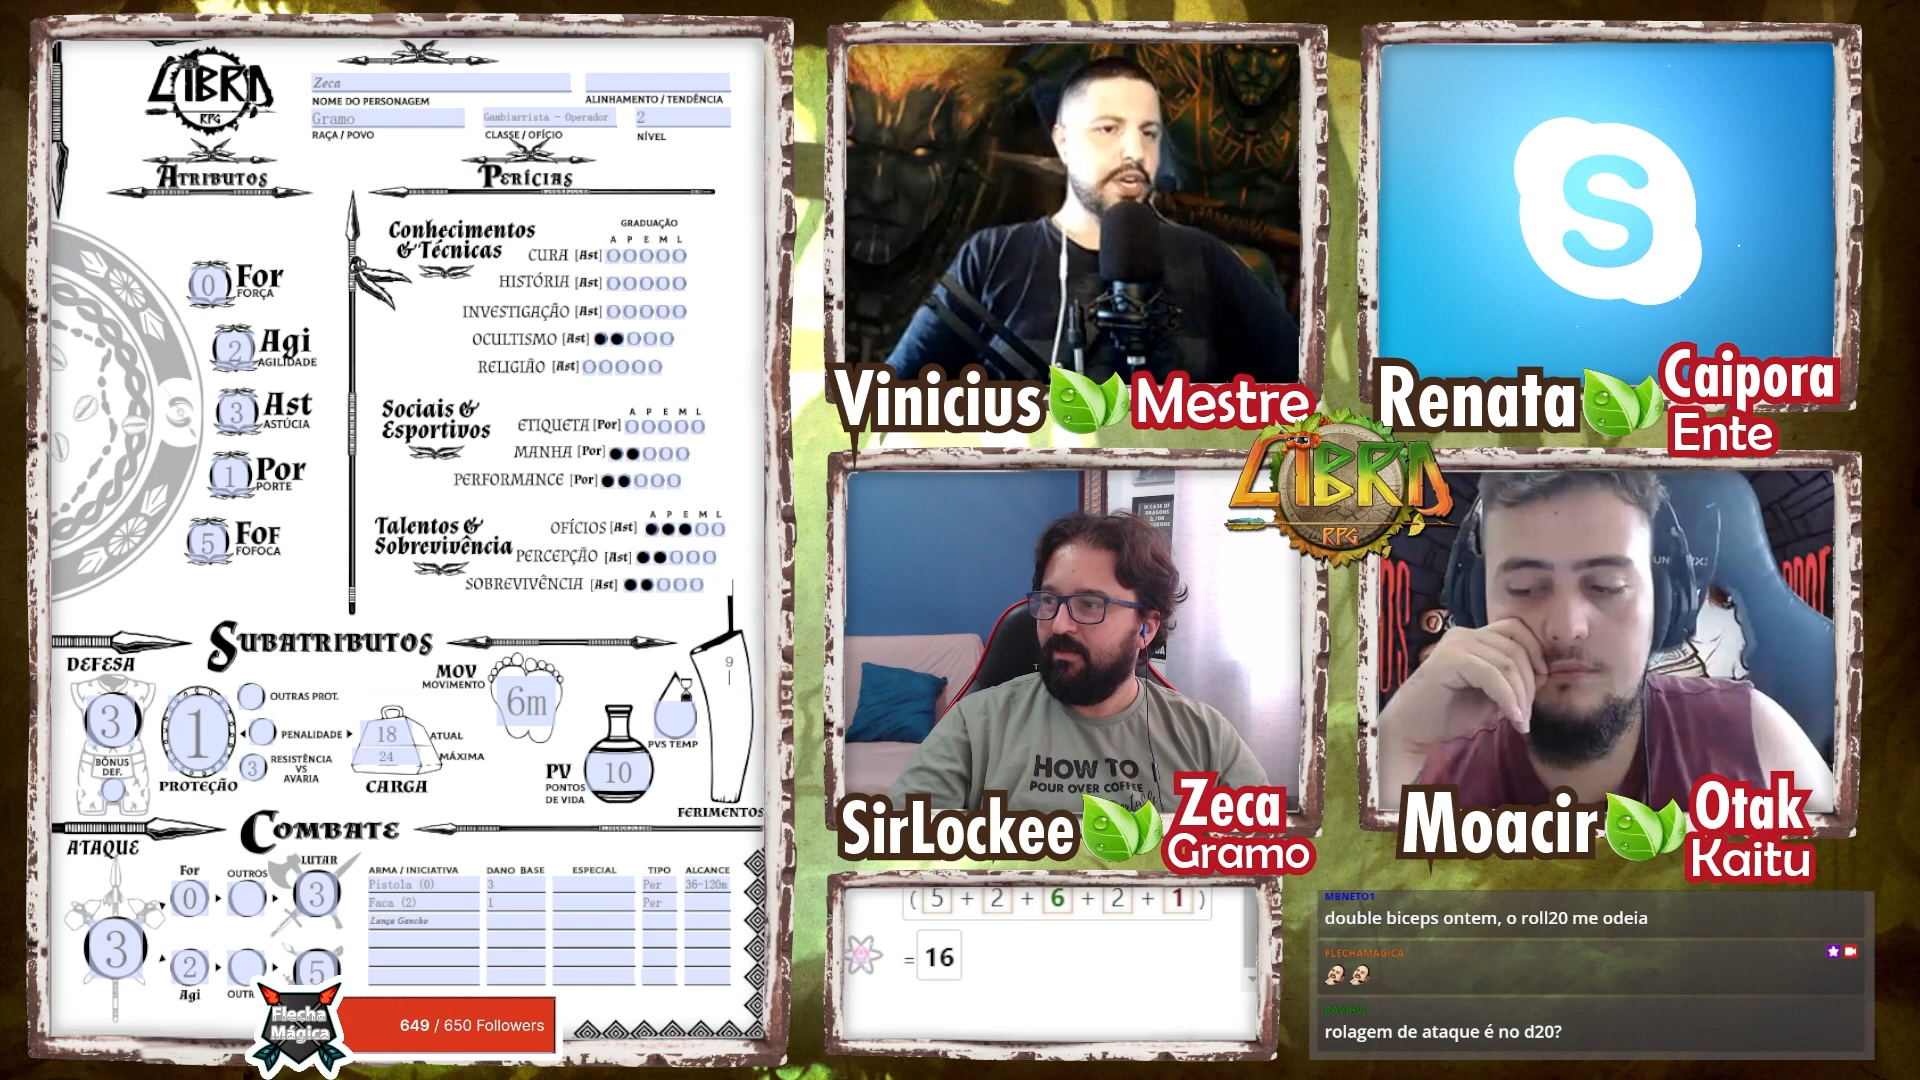 LIBRA
RPG
Zeca
NOME DO PERSONAGEM
ALINHAMENTO / TENDÊNCIA
Gramo
Gambiarrista - Operador
2
RAÇA / POVO
CLASSE / OFÍCIO
NÍVEL
ATRIBUTOS
PERÍCIAS
0 For
FORÇA
2 Agi
AGILIDADE
3 Ast
ASTÚCIA
1 Por
PORTE
5 FOF
FOFOCA
Conhecimentos
& Técnicas
GRADUAÇÃO
A P E M L
CURA [Ast]
HISTÓRIA [Ast]
INVESTIGAÇÃO [Ast]
OCULTISMO [Ast]
RELIGIÃO [Ast]
Sociais &
Esportivos
A P E M L
ETIQUETA [Por]
MANHA [Por]
PERFORMANCE [Por]
Talentos &
Sobrevivência
A P E M L
OFÍCIOS [Ast]
PERCEPÇÃO [Ast]
SOBREVIVÊNCIA [Ast]
SUBATRIBUTOS
DEFESA
3
BÔNUS
DEF.
1
PROTEÇÃO
OUTRAS PROT.
PENALIDADE
3
RESISTÊNCIA
VS
AVARIA
18
ATUAL
24
MÁXIMA
CARGA
MOV
MOVIMENTO
6m
PV
PONTOS
DE VIDA
10
PVS TEMP
9
FERIMENTOS
COMBATE
ATAQUE
3
For
0
OUTROS
LUTAR
3
2
Agi
OUTR
5
ARMA / INICIATIVA
DANO BASE
ESPECIAL
TIPO
ALCANCE
Pistola (0)
3
Per
36-120m
Faca (2)
1
Per
Lança Gancho
Flecha
Mágica
649 / 650 Followers
Vinicius
Mestre
Renata
Caipora
Ente
S
LIBRA
RPG
IN CASE OF
DRAGONS
HOW TO
POUR OVER COFFEE
SirLockee
Zeca
Gramo
Moacir
Otak
Kaitu
( 5 + 2 + 6 + 2 + 1 )
= 16
MBNETO1
double biceps ontem, o roll20 me odeia
FLECHAMAGICA
RAVIHVJ
rolagem de ataque é no d20?